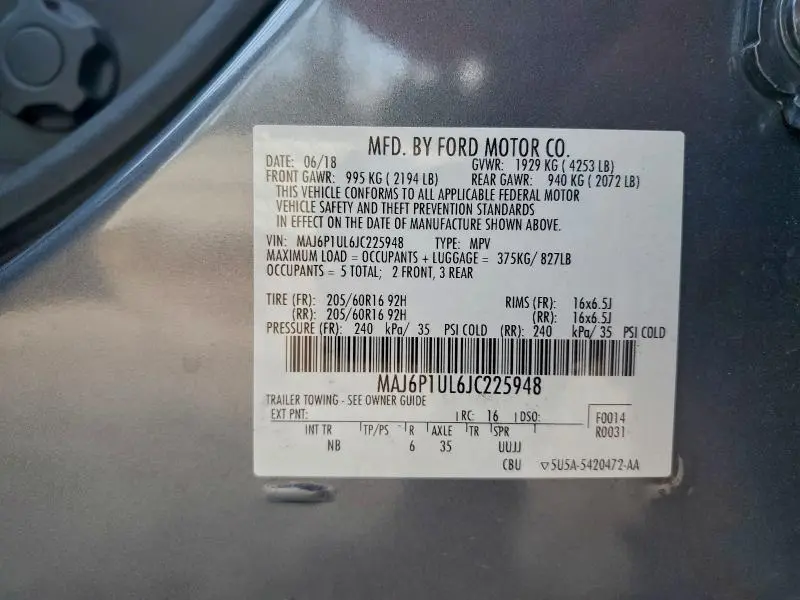 MFD. BY FORD MOTOR CO.
DATE: 06/18 GVWR: 1929 KG ( 4253 LB)
FRONT GAWR: 995 KG ( 2194 LB) REAR GAWR: 940 KG ( 2072 LB)
THIS VEHICLE CONFORMS TO ALL APPLICABLE FEDERAL MOTOR
VEHICLE SAFETY AND THEFT PREVENTION STANDARDS
IN EFFECT ON THE DATE OF MANUFACTURE SHOWN ABOVE.
VIN: MAJ6P1UL6JC225948 TYPE: MPV
MAXIMUM LOAD = OCCUPANTS + LUGGAGE = 375KG/ 827LB
OCCUPANTS = 5 TOTAL; 2 FRONT, 3 REAR
TIRE (FR): 205/60R16 92H RIMS (FR): 16x6.5J
(RR): 205/60R16 92H (RR): 16x6.5J
PRESSURE (FR): 240 kPa/ 35 PSI COLD (RR): 240 kPa/ 35 PSI COLD
MAJ6P1UL6JC225948
TRAILER TOWING - SEE OWNER GUIDE
EXT PNT: RC: 16 DSO: F0014
INT TR TP/PS R AXLE TR SPR R0031
NB 6 35 UUJJ
CBU ▽5U5A-5420472-AA